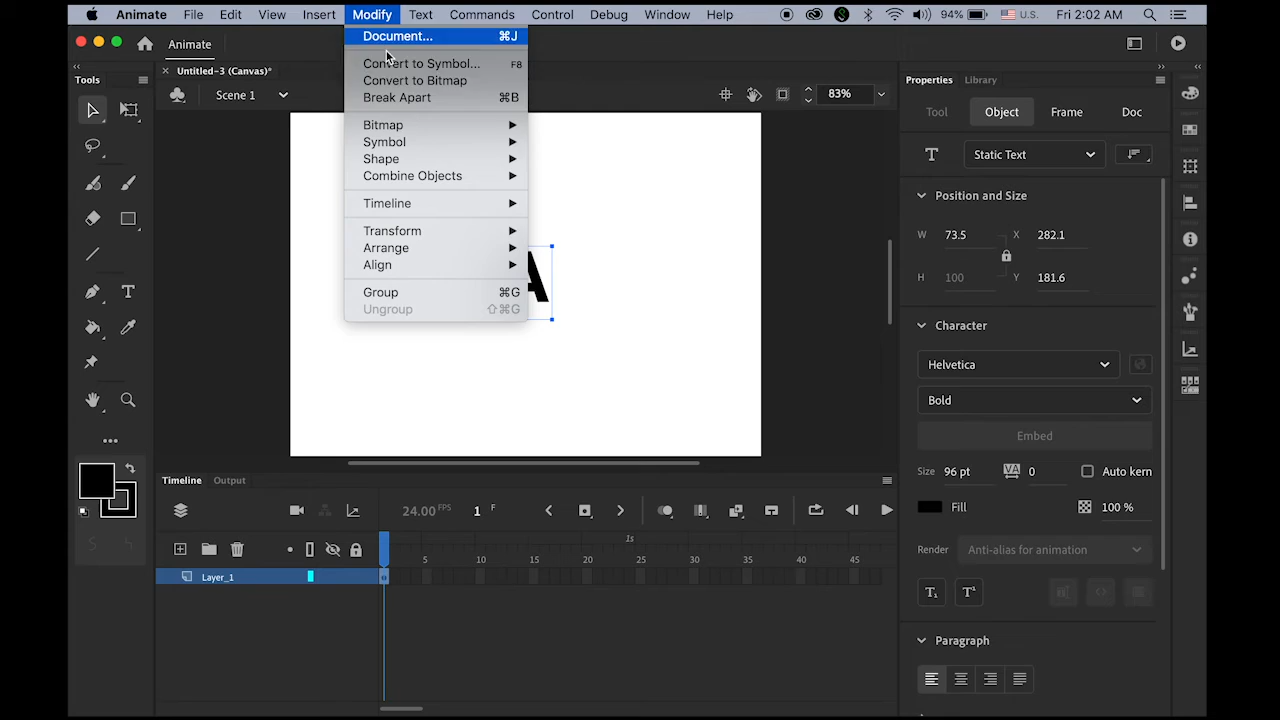 Animate File Edit View Insert Modify Text Commands Control Debug Window Help 94% U.S. Fri 2:02 AM
Animate
Document... ⌘J
Convert to Symbol... F8
Convert to Bitmap
Break Apart ⌘B
Bitmap
Symbol
Shape
Combine Objects
Timeline
Transform
Arrange
Align
Group ⌘G
Ungroup ⇧⌘G
Tools
Untitled-3 (Canvas)*
Scene 1
83%
A
Properties Library
Tool Object Frame Doc
T Static Text
Position and Size
W 73.5 X 282.1
H 100 Y 181.6
Character
Helvetica
Bold
Embed
Size 96 pt VA 0 Auto kern
Fill 100 %
Render Anti-alias for animation
T₁ T¹
Paragraph
Timeline Output
24.00 FPS 1 F
1s
5 10 15 20 25 30 35 40 45
Layer_1